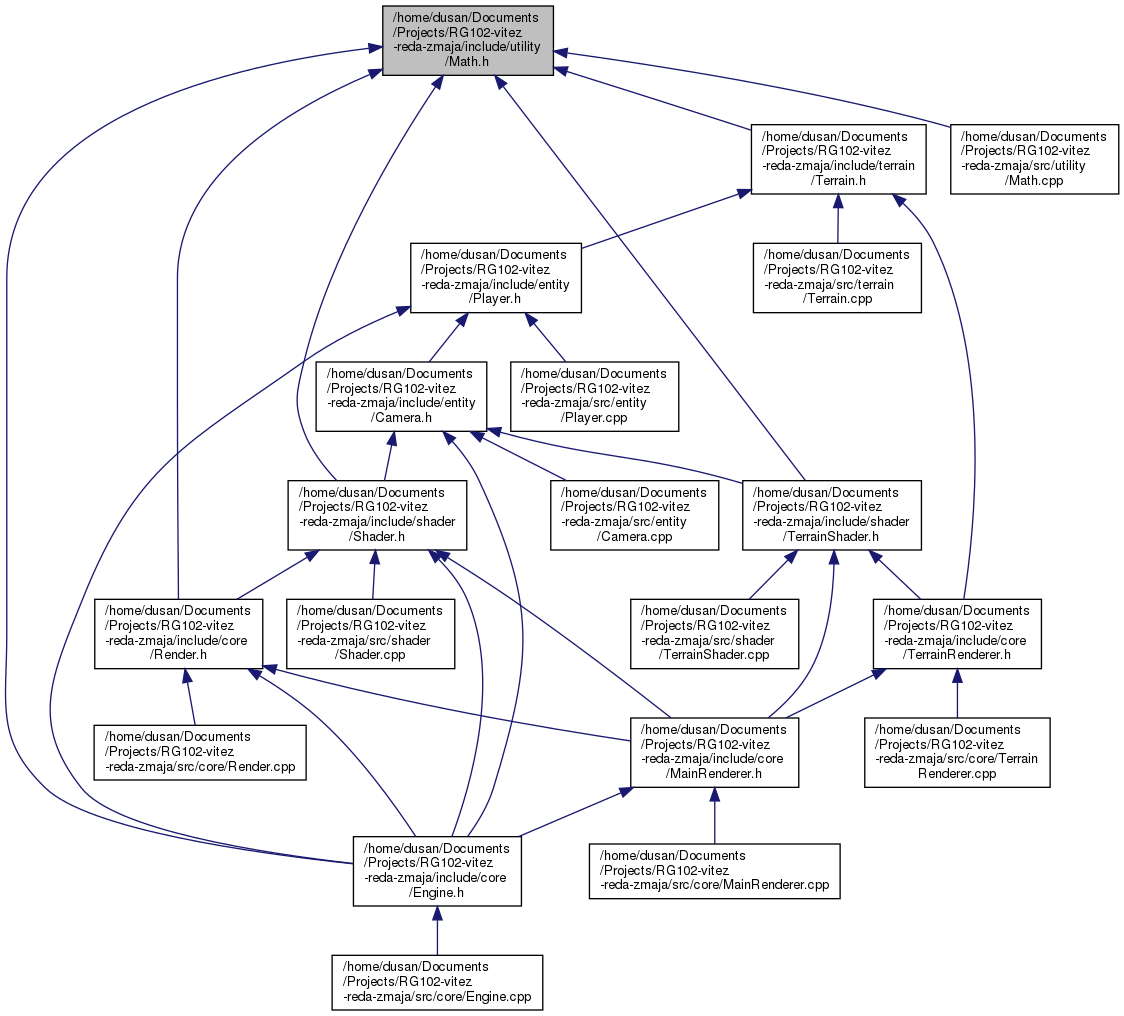 /home/dusan/Documents
/Projects/RG102-vitez
-reda-zmaja/include/utility
/Math.h
/home/dusan/Documents
/Projects/RG102-vitez
-reda-zmaja/include/terrain
/Terrain.h
/home/dusan/Documents
/Projects/RG102-vitez
-reda-zmaja/src/utility
/Math.cpp
/home/dusan/Documents
/Projects/RG102-vitez
-reda-zmaja/include/entity
/Player.h
/home/dusan/Documents
/Projects/RG102-vitez
-reda-zmaja/src/terrain
/Terrain.cpp
/home/dusan/Documents
/Projects/RG102-vitez
-reda-zmaja/include/entity
/Camera.h
/home/dusan/Documents
/Projects/RG102-vitez
-reda-zmaja/src/entity
/Player.cpp
/home/dusan/Documents
/Projects/RG102-vitez
-reda-zmaja/include/shader
/Shader.h
/home/dusan/Documents
/Projects/RG102-vitez
-reda-zmaja/src/entity
/Camera.cpp
/home/dusan/Documents
/Projects/RG102-vitez
-reda-zmaja/include/shader
/TerrainShader.h
/home/dusan/Documents
/Projects/RG102-vitez
-reda-zmaja/include/core
/Render.h
/home/dusan/Documents
/Projects/RG102-vitez
-reda-zmaja/src/shader
/Shader.cpp
/home/dusan/Documents
/Projects/RG102-vitez
-reda-zmaja/src/shader
/TerrainShader.cpp
/home/dusan/Documents
/Projects/RG102-vitez
-reda-zmaja/include/core
/TerrainRenderer.h
/home/dusan/Documents
/Projects/RG102-vitez
-reda-zmaja/src/core/Render.cpp
/home/dusan/Documents
/Projects/RG102-vitez
-reda-zmaja/include/core
/MainRenderer.h
/home/dusan/Documents
/Projects/RG102-vitez
-reda-zmaja/src/core/Terrain
Renderer.cpp
/home/dusan/Documents
/Projects/RG102-vitez
-reda-zmaja/include/core
/Engine.h
/home/dusan/Documents
/Projects/RG102-vitez
-reda-zmaja/src/core/MainRenderer.cpp
/home/dusan/Documents
/Projects/RG102-vitez
-reda-zmaja/src/core/Engine.cpp